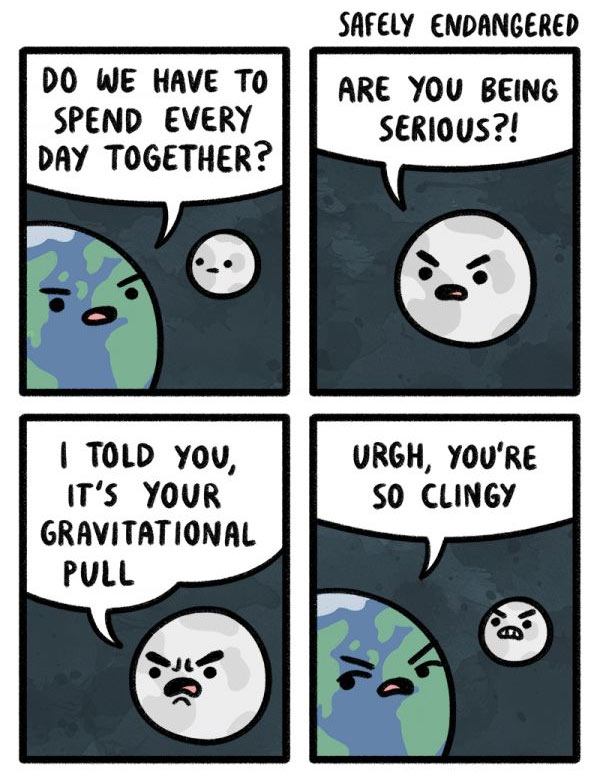 SAFELY ENDANGERED
DO WE HAVE TO
SPEND EVERY
DAY TOGETHER?
ARE YOU BEING
SERIOUS?!
I TOLD YOU,
IT'S YOUR
GRAVITATIONAL
PULL
URGH, YOU'RE
SO CLINGY